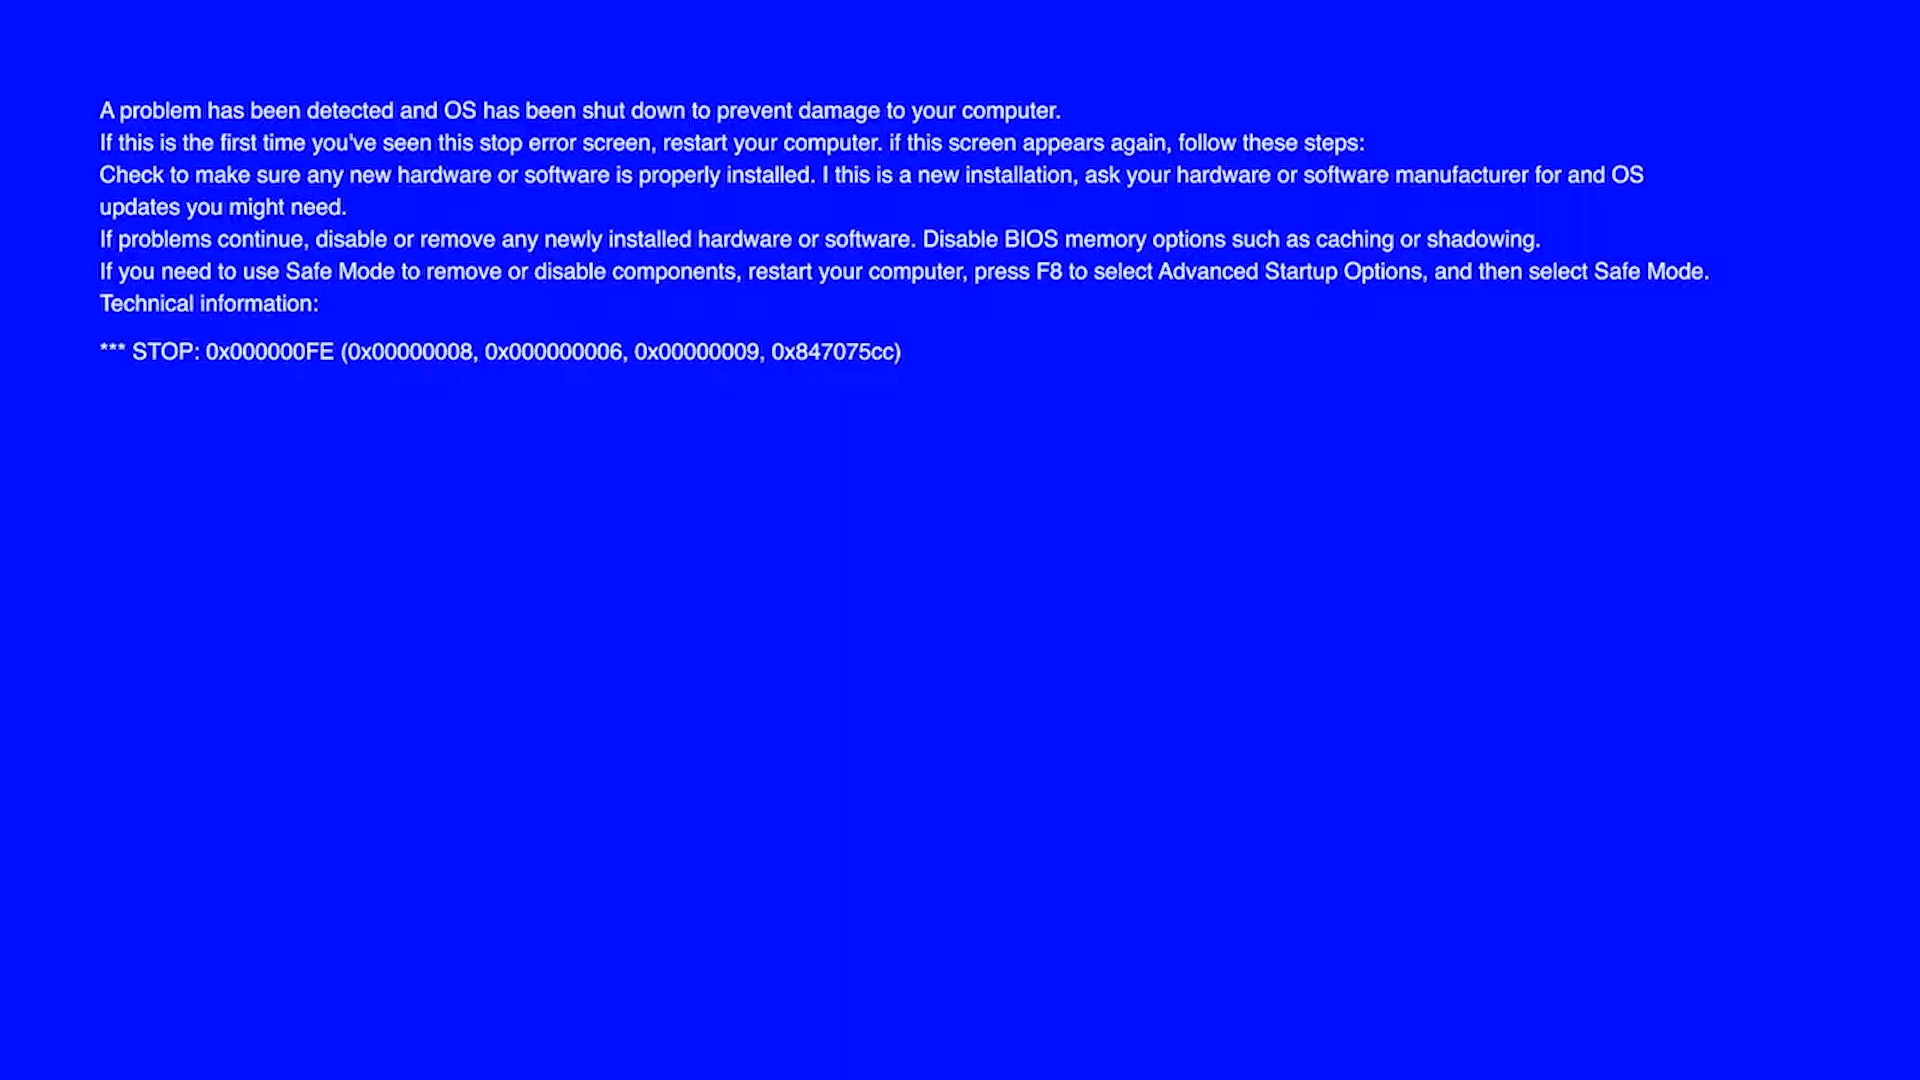 A problem has been detected and OS has been shut down to prevent damage to your computer.
If this is the first time you've seen this stop error screen, restart your computer. if this screen appears again, follow these steps:
Check to make sure any new hardware or software is properly installed. I this is a new installation, ask your hardware or software manufacturer for and OS
updates you might need.
If problems continue, disable or remove any newly installed hardware or software. Disable BIOS memory options such as caching or shadowing.
If you need to use Safe Mode to remove or disable components, restart your computer, press F8 to select Advanced Startup Options, and then select Safe Mode.
Technical information:
*** STOP: 0x000000FE (0x00000008, 0x000000006, 0x00000009, 0x847075cc)